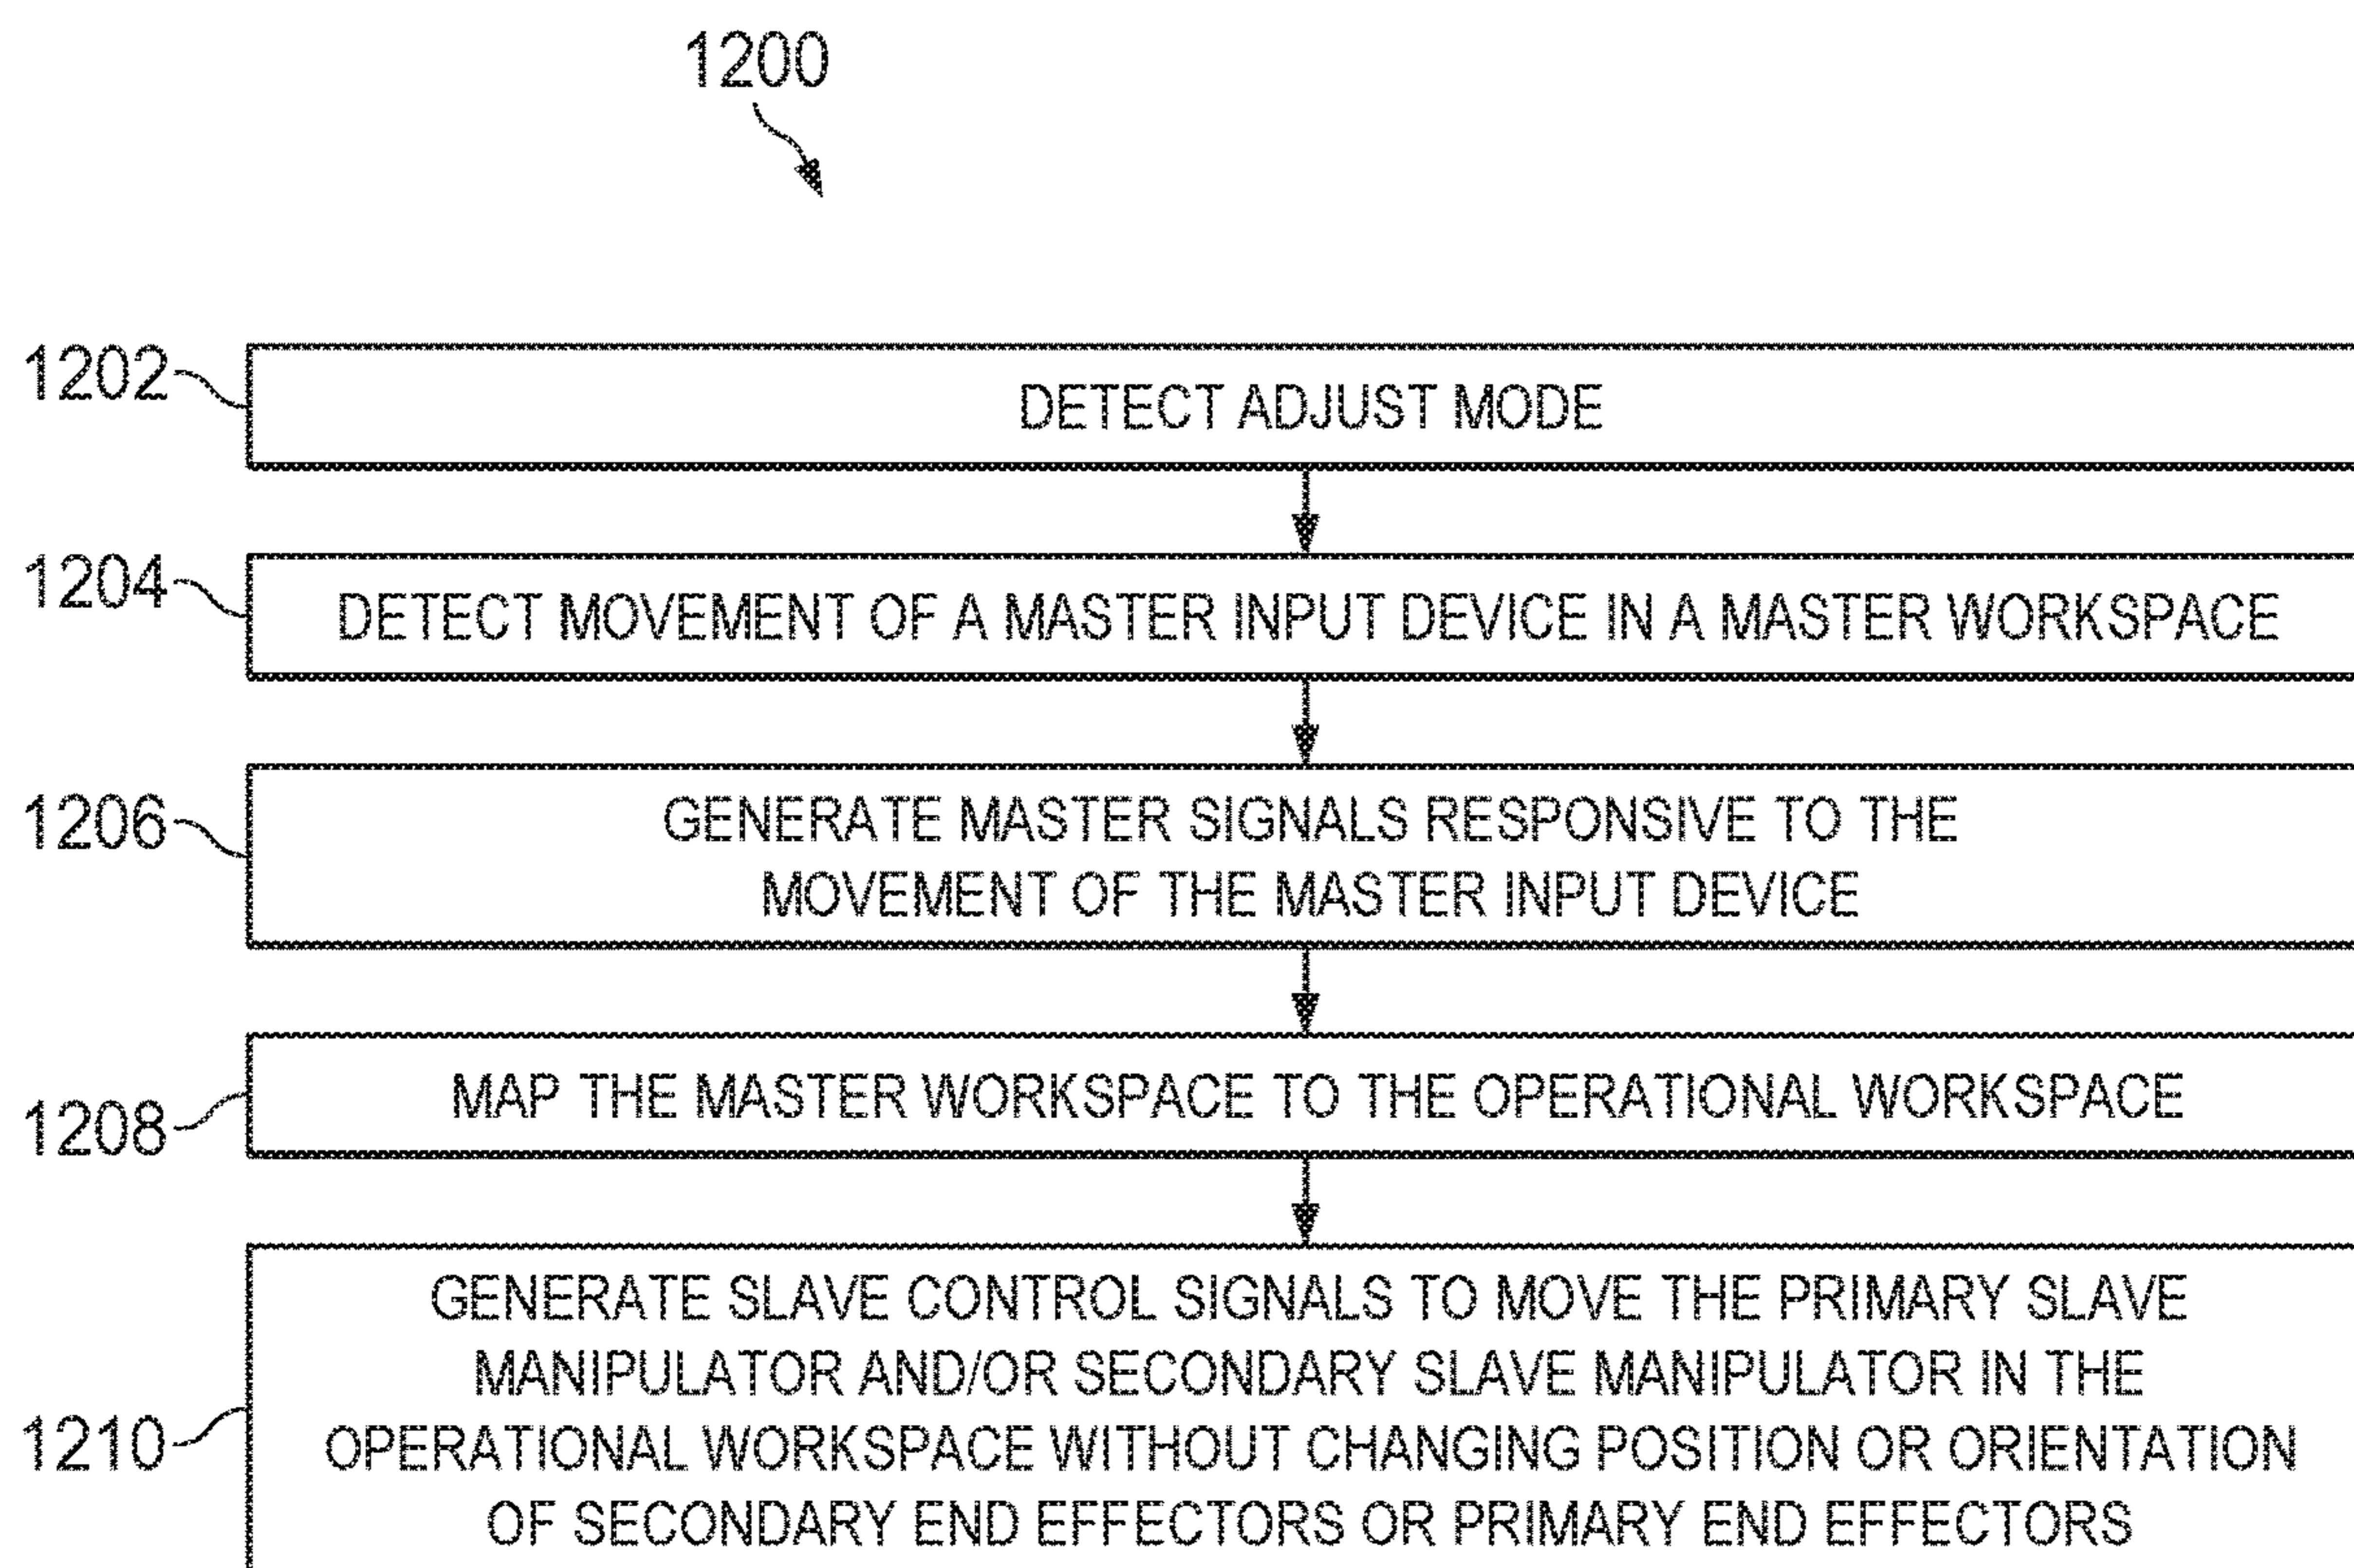 1200
1202
DETECT ADJUST MODE
1204
DETECT MOVEMENT OF A MASTER INPUT DEVICE IN A MASTER WORKSPACE
1206
GENERATE MASTER SIGNALS RESPONSIVE TO THE
MOVEMENT OF THE MASTER INPUT DEVICE
1208
MAP THE MASTER WORKSPACE TO THE OPERATIONAL WORKSPACE
1210
GENERATE SLAVE CONTROL SIGNALS TO MOVE THE PRIMARY SLAVE
MANIPULATOR AND/OR SECONDARY SLAVE MANIPULATOR IN THE
OPERATIONAL WORKSPACE WITHOUT CHANGING POSITION OR ORIENTATION
OF SECONDARY END EFFECTORS OR PRIMARY END EFFECTORS